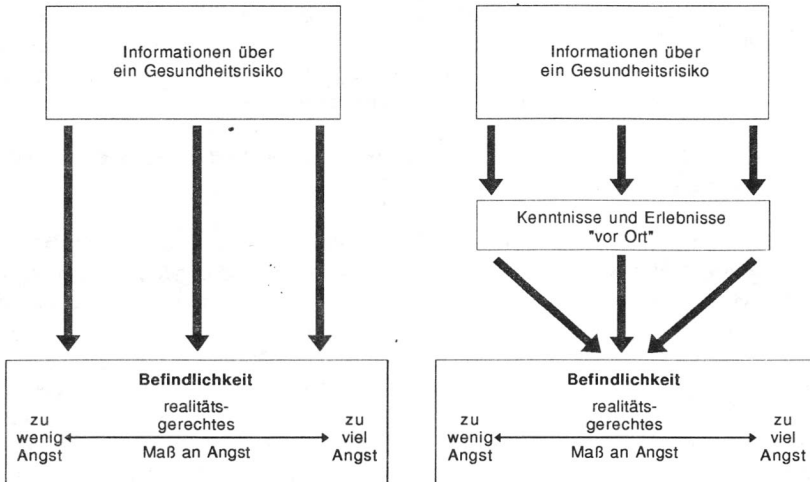 Informationen über
ein Gesundheitsrisiko
Befindlichkeit
zu
wenig
Angst
realitäts-
gerechtes
Maß an Angst
zu
viel
Angst
Informationen über
ein Gesundheitsrisiko
Kenntnisse und Erlebnisse
"vor Ort"
Befindlichkeit
zu
wenig
Angst
realitäts-
gerechtes
Maß an Angst
zu
viel
Angst